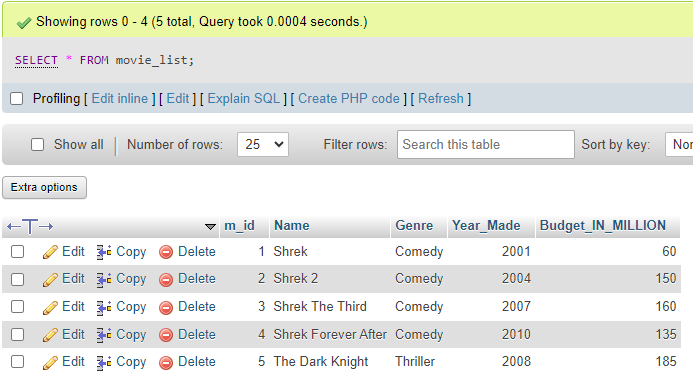 Showing rows 0 - 4 (5 total, Query took 0.0004 seconds.)
SELECT * FROM movie_list;
Profiling [ Edit inline ] [ Edit ] [ Explain SQL ] [ Create PHP code ] [ Refresh ]
Show all Number of rows: 25 Filter rows: Search this table Sort by key: Non
Extra options
m_id Name Genre Year_Made Budget_IN_MILLION
Edit Copy Delete 1 Shrek Comedy 2001 60
Edit Copy Delete 2 Shrek 2 Comedy 2004 150
Edit Copy Delete 3 Shrek The Third Comedy 2007 160
Edit Copy Delete 4 Shrek Forever After Comedy 2010 135
Edit Copy Delete 5 The Dark Knight Thriller 2008 185